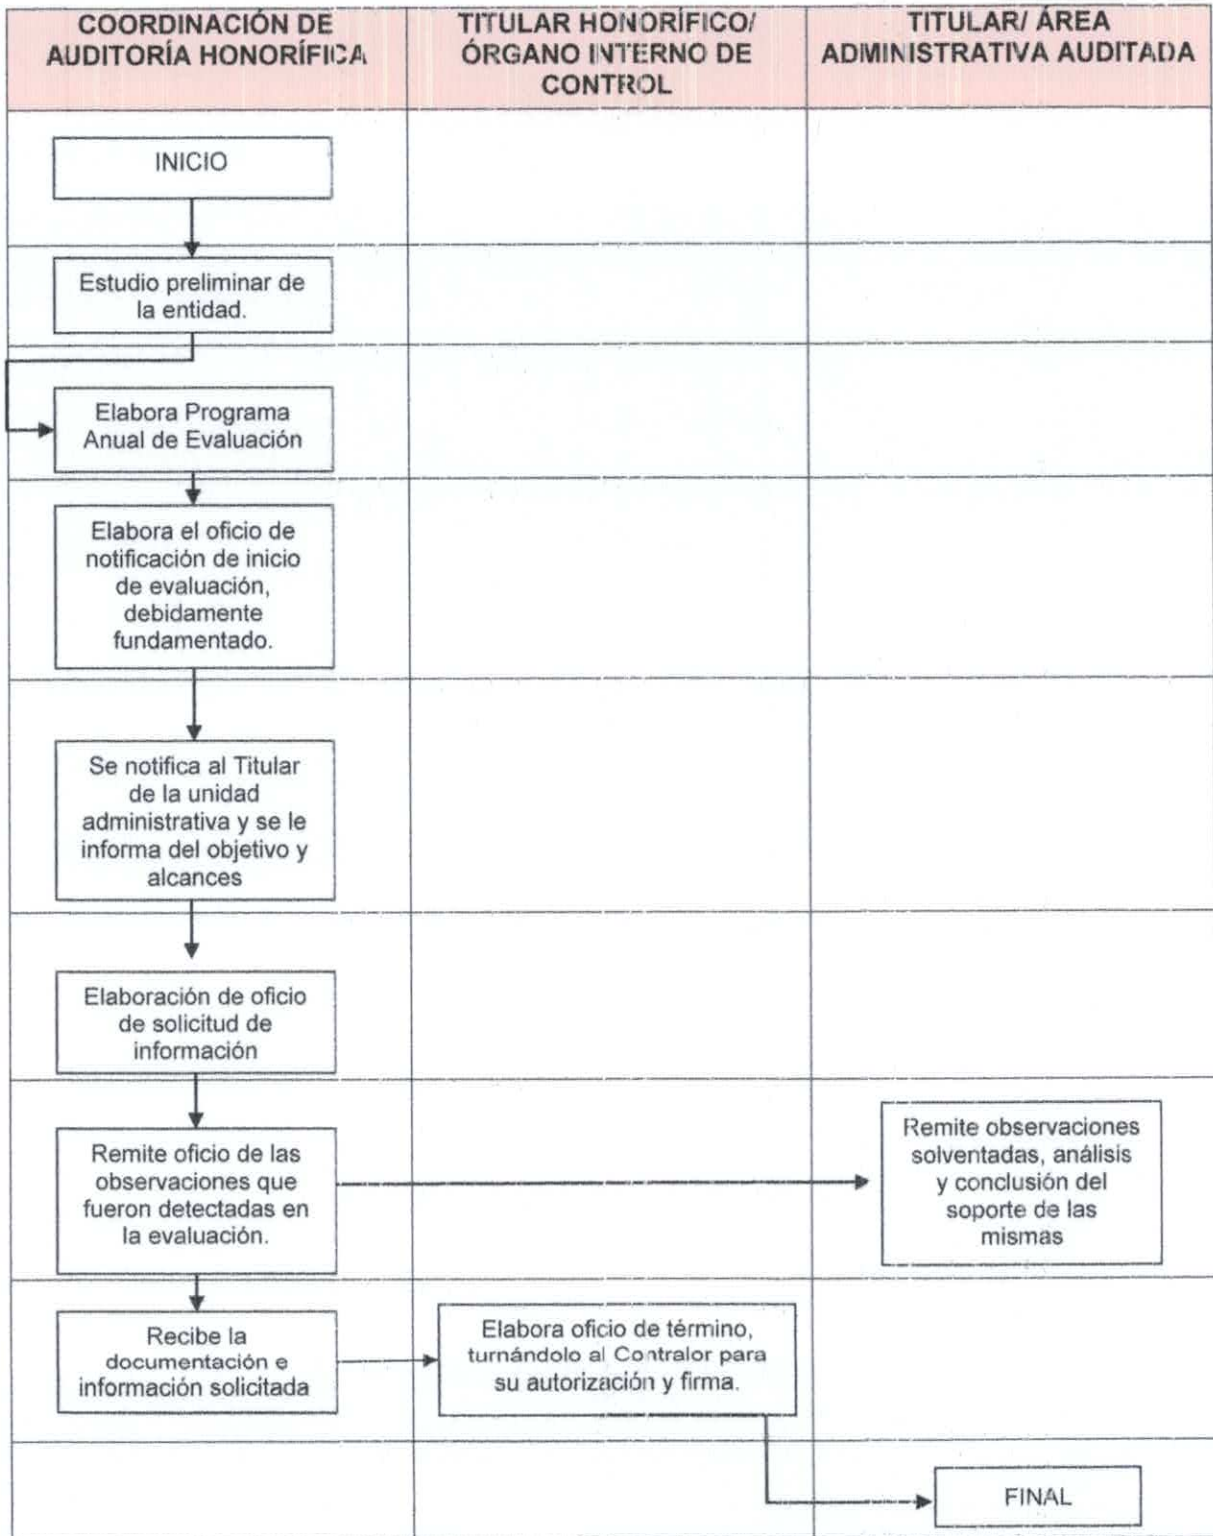 COORDINACIÓN DE
AUDITORÍA HONORÍFICA
TITULAR HONORÍFICO/
ÓRGANO INTERNO DE
CONTROL
TITULAR/ ÁREA
ADMINISTRATIVA AUDITADA
INICIO
Estudio preliminar de
la entidad.
Elabora Programa
Anual de Evaluación
Elabora el oficio de
notificación de inicio
de evaluación,
debidamente
fundamentado.
Se notifica al Titular
de la unidad
administrativa y se le
informa del objetivo y
alcances
Elaboración de oficio
de solicitud de
información
Remite oficio de las
observaciones que
fueron detectadas en
la evaluación.
Remite observaciones
solventadas, análisis
y conclusión del
soporte de las
mismas
Recibe la
documentación e
información solicitada
Elabora oficio de término,
turnándolo al Contralor para
su autorización y firma.
FINAL